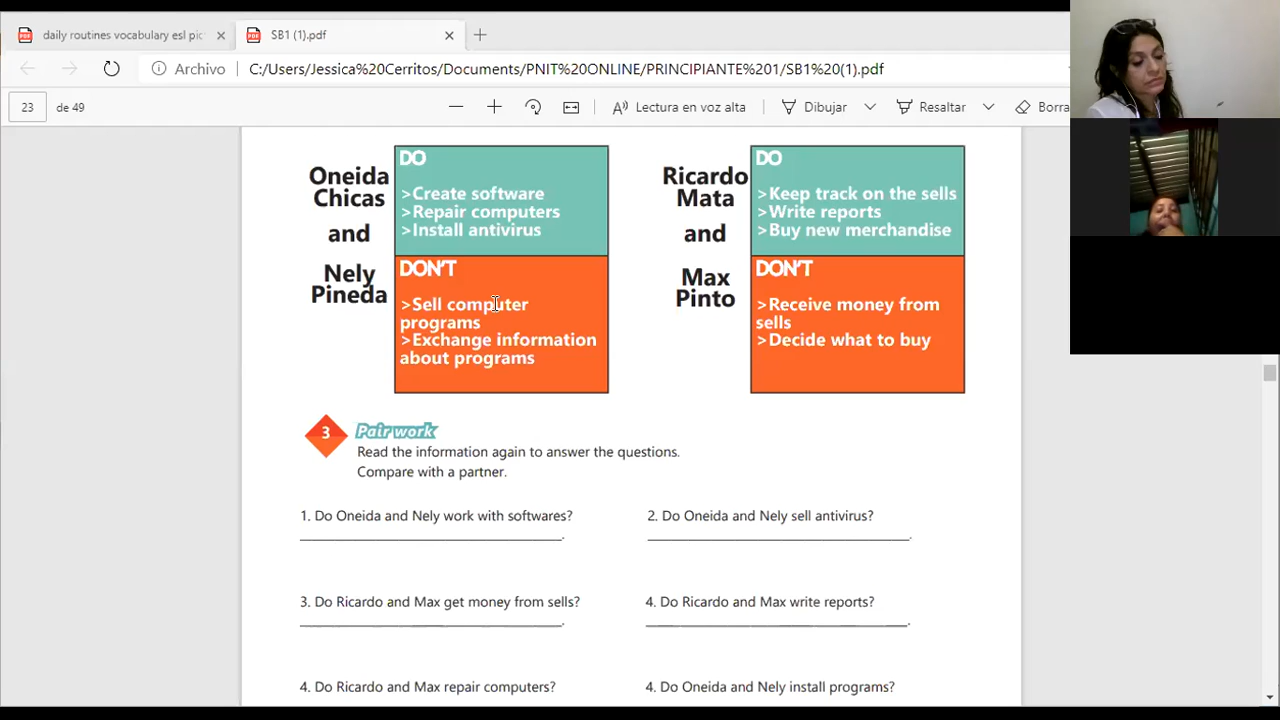 daily routines vocabulary esl pic
SB1 (1).pdf
Archivo
C:/Users/Jessica%20Cerritos/Documents/PNIT%20ONLINE/PRINCIPIANTE%201/SB1%20(1).pdf
23
de 49
Lectura en voz alta
Dibujar
Resaltar
Borra
Oneida
Chicas
and
Nely
Pineda
DO
>Create software
>Repair computers
>Install antivirus
DON'T
>Sell computer
programs
>Exchange information
about programs
Ricardo
Mata
and
Max
Pinto
DO
>Keep track on the sells
>Write reports
>Buy new merchandise
DON'T
>Receive money from
sells
>Decide what to buy
3
Pair work
Read the information again to answer the questions.
Compare with a partner.
1. Do Oneida and Nely work with softwares?
2. Do Oneida and Nely sell antivirus?
3. Do Ricardo and Max get money from sells?
4. Do Ricardo and Max write reports?
4. Do Ricardo and Max repair computers?
4. Do Oneida and Nely install programs?